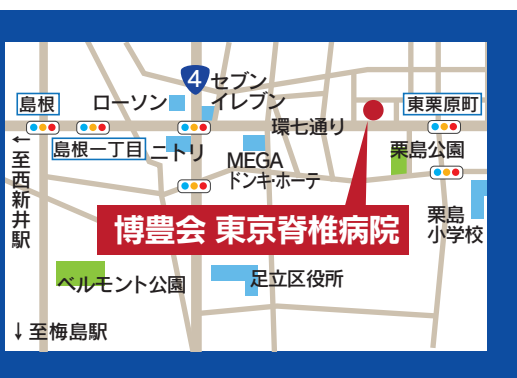 4
セブン
イレブン
ローソン
島根
東栗原町
環七通り
島根一丁目
ニトリ
MEGA
ドンキ・ホーテ
栗島公園
←至西新井駅
博豊会 東京脊椎病院
栗島
小学校
ベルモント公園
足立区役所
↓至梅島駅